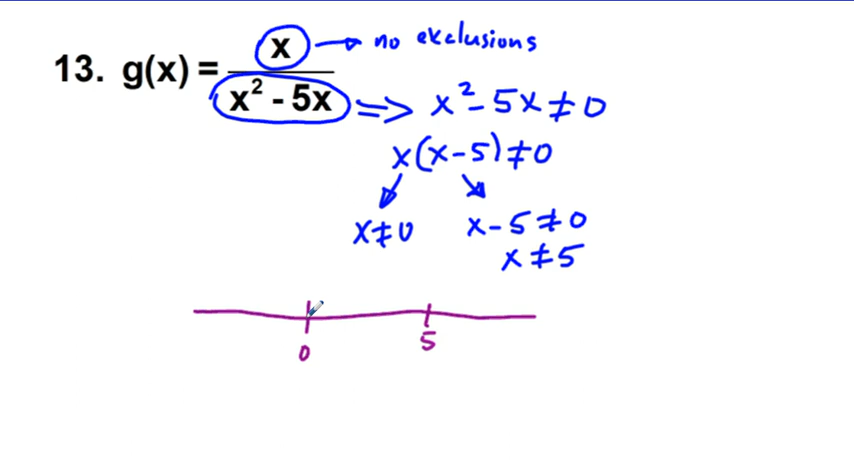 13. g(x) = x / (x² - 5x) → no exclusions
⇒ x² - 5x ≠ 0
x(x-5) ≠ 0
x ≠ 0 x - 5 ≠ 0
x ≠ 5
0 5